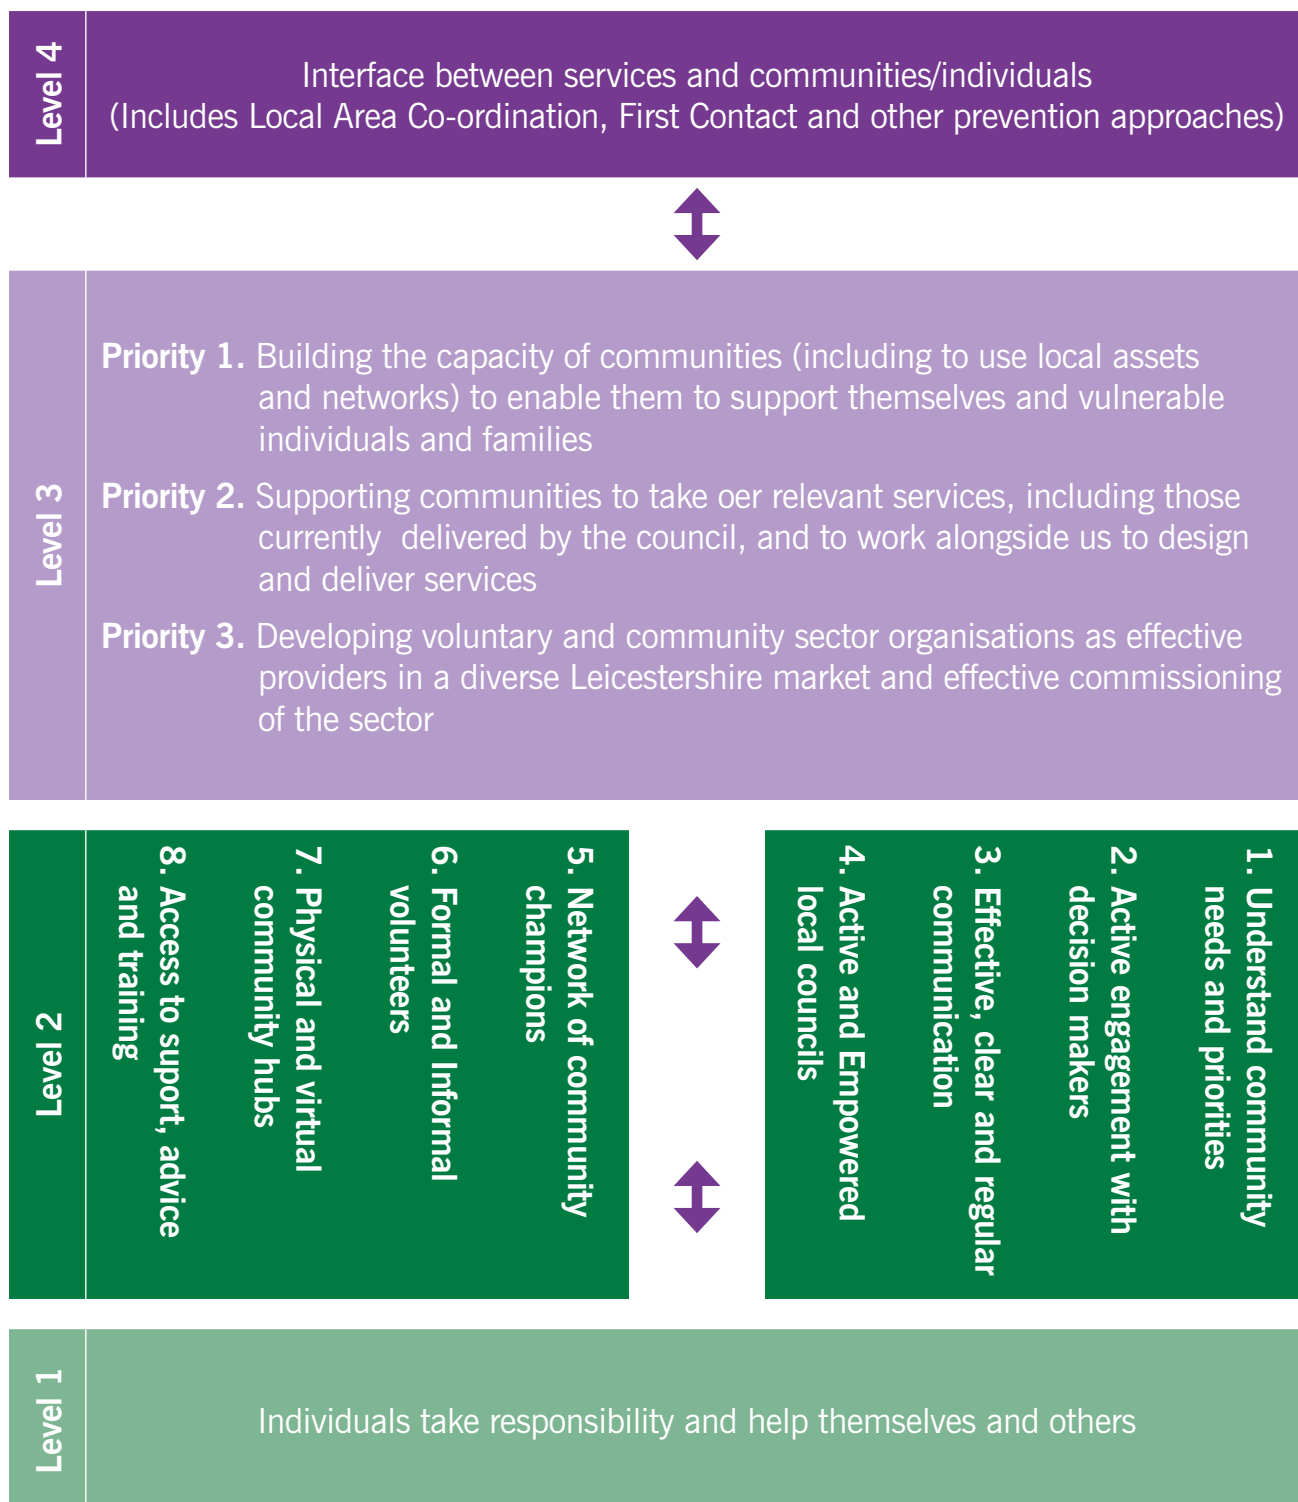 Level 4
Interface between services and communities/individuals
(Includes Local Area Co-ordination, First Contact and other prevention approaches)
Level 3
Priority 1. Building the capacity of communities (including to use local assets
and networks) to enable them to support themselves and vulnerable
individuals and families
Priority 2. Supporting communities to take oer relevant services, including those
currently delivered by the council, and to work alongside us to design
and deliver services
Priority 3. Developing voluntary and community sector organisations as effective
providers in a diverse Leicestershire market and effective commissioning
of the sector
Level 2
1. Understand community
needs and priorities
2. Active engagement with
decision makers
3. Effective, clear and regular
communication
4. Active and Empowered
local councils
5. Network of community
champions
6. Formal and Informal
volunteers
7. Physical and virtual
community hubs
8. Access to support, advice
and training
Level 1
Individuals take responsibility and help themselves and others